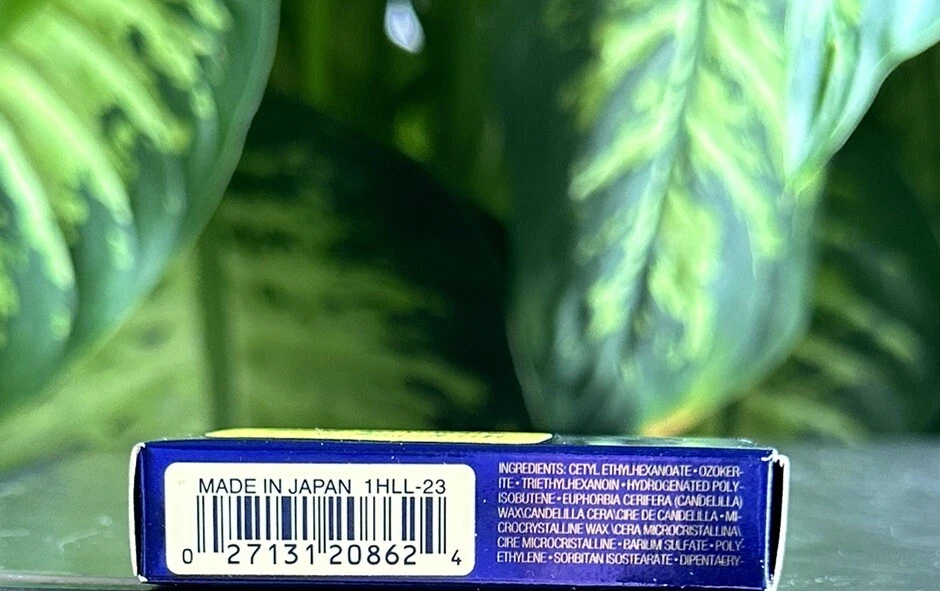 MADE IN JAPAN 1HLL-23
0 27131 20862 4
INGREDIENTS: CETYL ETHYLHEXANOATE • OZOKER-
ITE • TRIETHYLHEXANOIN • HYDROGENATED POLY-
ISOBUTENE • EUPHORBIA CERIFERA (CANDELILLA)
WAX\CANDELILLA CERA\CIRE DE CANDELILLA • MI-
CROCRYSTALLINE WAX \CERA MICROCRISTALLINA\
CIRE MICROCRISTALLINE • BARIUM SULFATE • POLY-
ETHYLENE • SORBITAN ISOSTEARATE • DIPENTAERY-